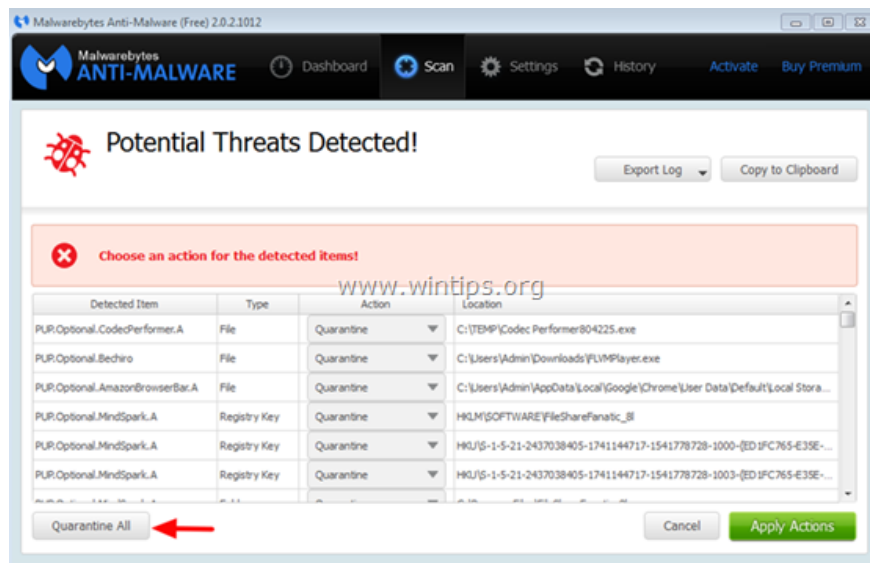 Malwarebytes Anti-Malware (Free) 2.0.2.1012
Malwarebytes
ANTI-MALWARE
Dashboard
Scan
Settings
History
Activate
Buy Premium
Potential Threats Detected!
Export Log
Copy to Clipboard
Choose an action for the detected items!
www.wintips.org
Detected Item Type Action Location
PUP.Optional.CodecPerformer.A File Quarantine C:\TEMP\Codec Performer804225.exe
PUP.Optional.Bechiro File Quarantine C:\Users\Admin\Downloads\FLVMPlayer.exe
PUP.Optional.AmazonBrowserBar.A File Quarantine C:\Users\Admin\AppData\Local\Google\Chrome\User Data\Default\Local Stora...
PUP.Optional.MindSpark.A Registry Key Quarantine HKLM\SOFTWARE\FileShareFanatic_8l
PUP.Optional.MindSpark.A Registry Key Quarantine HKU\S-1-5-21-2437038405-1741144717-1541778728-1000-{ED1FC765-E35E-...
PUP.Optional.MindSpark.A Registry Key Quarantine HKU\S-1-5-21-2437038405-1741144717-1541778728-1003-{ED1FC765-E35E-...
Quarantine All
Cancel
Apply Actions